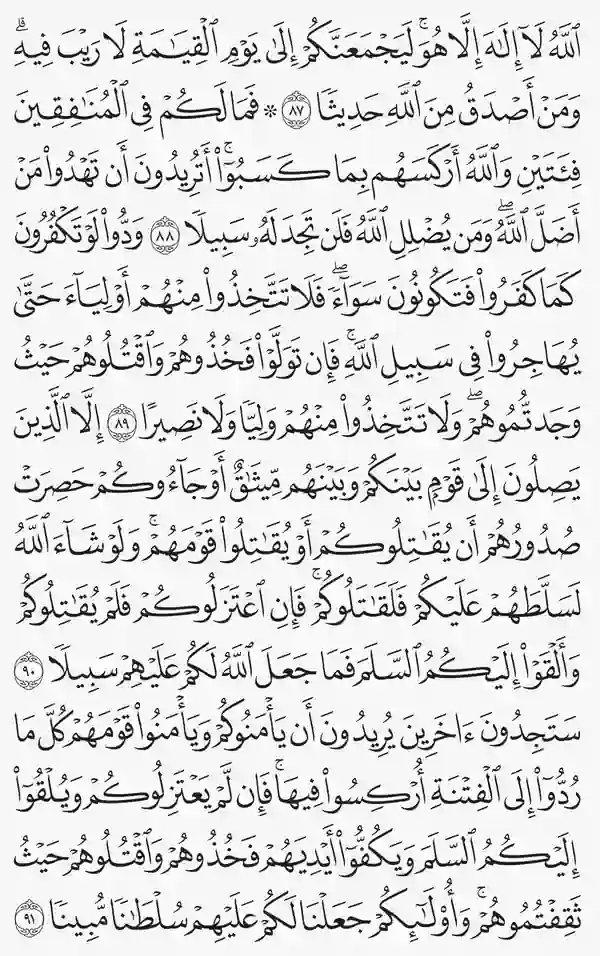 ٱللَّهُ لَآ إِلَٰهَ إِلَّا هُوَۚ لَيَجْمَعَنَّكُمْ إِلَىٰ يَوْمِ ٱلْقِيَٰمَةِ لَا رَيْبَ فِيهِۗ
وَمَنْ أَصْدَقُ مِنَ ٱللَّهِ حَدِيثًا ٨٧ ۞ فَمَا لَكُمْ فِى ٱلْمُنَٰفِقِينَ
فِئَتَيْنِ وَٱللَّهُ أَرْكَسَهُم بِمَا كَسَبُوٓا۟ۚ أَتُرِيدُونَ أَن تَهْدُوا۟ مَنْ
أَضَلَّ ٱللَّهُۖ وَمَن يُضْلِلِ ٱللَّهُ فَلَن تَجِدَ لَهُۥ سَبِيلًا ٨٨ وَدُّوا۟ لَوْ تَكْفُرُونَ
كَمَا كَفَرُوا۟ فَتَكُونُونَ سَوَآءًۖ فَلَا تَتَّخِذُوا۟ مِنْهُمْ أَوْلِيَآءَ حَتَّىٰ
يُهَاجِرُوا۟ فِى سَبِيلِ ٱللَّهِۚ فَإِن تَوَلَّوْا۟ فَخُذُوهُمْ وَٱقْتُلُوهُمْ حَيْثُ
وَجَدتُّمُوهُمْۖ وَلَا تَتَّخِذُوا۟ مِنْهُمْ وَلِيًّا وَلَا نَصِيرًا ٨٩ إِلَّا ٱلَّذِينَ
يَصِلُونَ إِلَىٰ قَوْمٍۭ بَيْنَكُمْ وَبَيْنَهُم مِّيثَٰقٌ أَوْ جَآءُوكُمْ حَصِرَتْ
صُدُورُهُمْ أَن يُقَٰتِلُوكُمْ أَوْ يُقَٰتِلُوا۟ قَوْمَهُمْۚ وَلَوْ شَآءَ ٱللَّهُ
لَسَلَّطَهُمْ عَلَيْكُمْ فَلَقَٰتَلُوكُمْۚ فَإِنِ ٱعْتَزَلُوكُمْ فَلَمْ يُقَٰتِلُوكُمْ
وَأَلْقَوْا۟ إِلَيْكُمُ ٱلسَّلَمَ فَمَا جَعَلَ ٱللَّهُ لَكُمْ عَلَيْهِمْ سَبِيلًا ٩٠
سَتَجِدُونَ ءَاخَرِينَ يُرِيدُونَ أَن يَأْمَنُوكُمْ وَيَأْمَنُوا۟ قَوْمَهُمْ كُلَّ مَا
رُدُّوٓا۟ إِلَى ٱلْفِتْنَةِ أُرْكِسُوا۟ فِيهَاۚ فَإِن لَّمْ يَعْتَزِلُوكُمْ وَيُلْقُوٓا۟
إِلَيْكُمُ ٱلسَّلَمَ وَيَكُفُّوٓا۟ أَيْدِيَهُمْ فَخُذُوهُمْ وَٱقْتُلُوهُمْ حَيْثُ
ثَقِفْتُمُوهُمْۚ وَأُو۟لَٰٓئِكُمْ جَعَلْنَا لَكُمْ عَلَيْهِمْ سُلْطَٰنًا مُّبِينًا ٩١